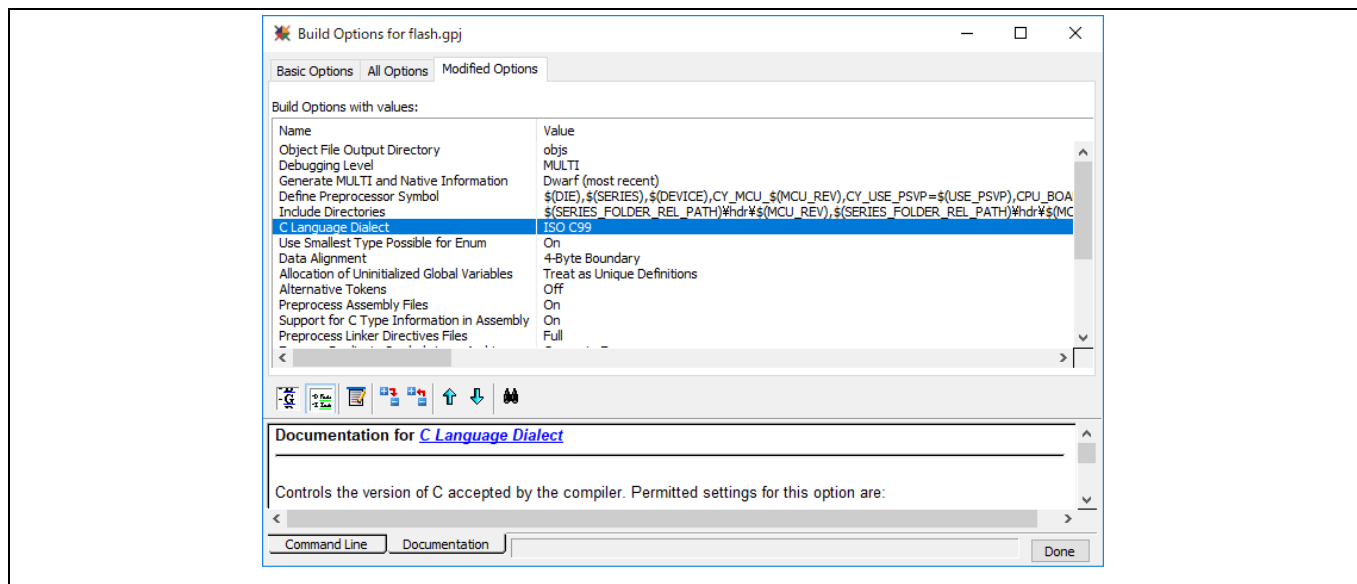 Build Options for flash.gpj
Basic Options All Options Modified Options
Build Options with values:
Name Value
Object File Output Directory objs
Debugging Level MULTI
Generate MULTI and Native Information Dwarf (most recent)
Define Preprocessor Symbol $(DIE),$(SERIES),$(DEVICE),CY_MCU_$(MCU_REV),CY_USE_PSVP=$(USE_PSVP),CPU_BOA
Include Directories $(SERIES_FOLDER_REL_PATH)¥hdr¥$(MCU_REV),$(SERIES_FOLDER_REL_PATH)¥hdr¥$(MC
C Language Dialect ISO C99
Use Smallest Type Possible for Enum On
Data Alignment 4-Byte Boundary
Allocation of Uninitialized Global Variables Treat as Unique Definitions
Alternative Tokens Off
Preprocess Assembly Files On
Support for C Type Information in Assembly On
Preprocess Linker Directives Files Full
Documentation for C Language Dialect
Controls the version of C accepted by the compiler. Permitted settings for this option are:
Command Line Documentation Done